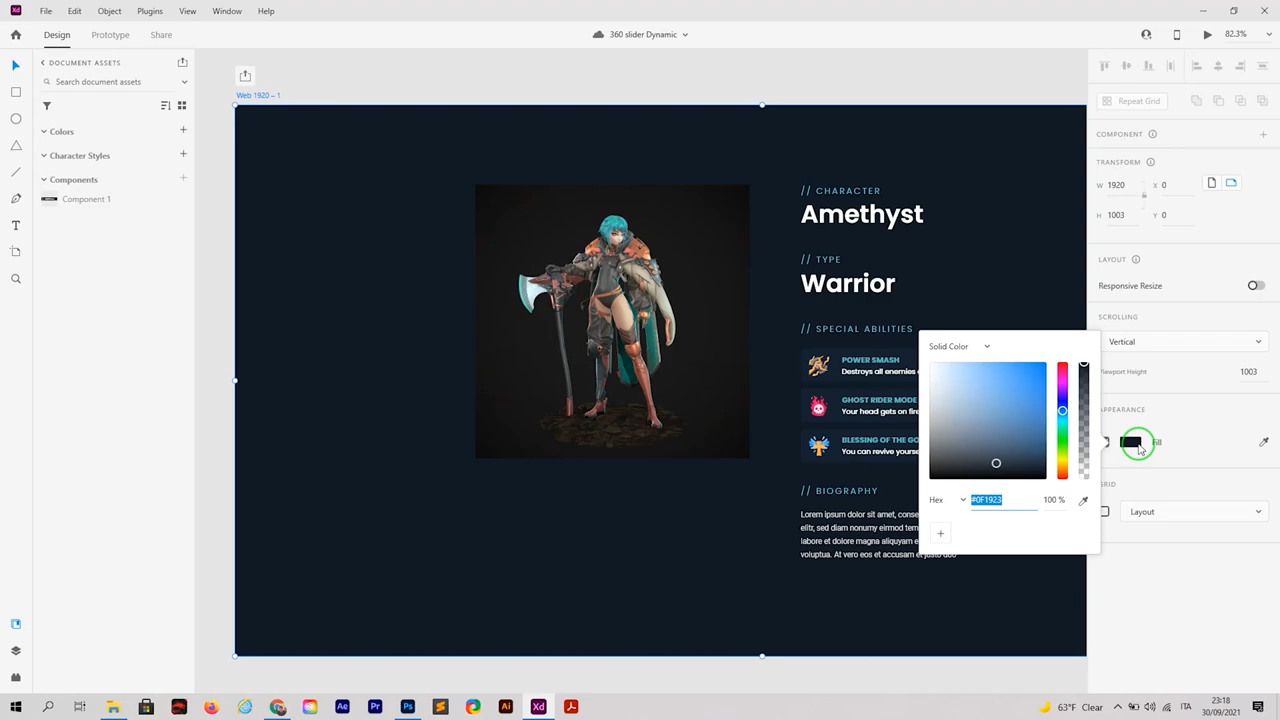 File Edit Object Plugins View Window Help
Design Prototype Share
360 slider Dynamic
82.3%
DOCUMENT ASSETS
Search document assets
Colors
Character Styles
Components
Component 1
Web 1920 – 1
// CHARACTER
Amethyst
// TYPE
Warrior
// SPECIAL ABILITIES
POWER SMASH
Destroys all enemies
GHOST RIDER MODE
Your head gets on fire
BLESSING OF THE GO
You can revive yourse
// BIOGRAPHY
Lorem ipsum dolor sit amet, conse
elitr, sed diam nonumy eirmod tem
labore et dolore magna aliquyam e
voluptua. At vero eos et accusam et justo duo
Solid Color
Hex #0F1923 100 %
Repeat Grid
COMPONENT
TRANSFORM
W 1920 X 0
H 1003 Y 0
LAYOUT
Responsive Resize
SCROLLING
Vertical
Viewport Height 1003
APPEARANCE
Fill
GRID
Layout
Xd
Ae Pr Ps Ai Xd
63°F Clear
ITA
23:18
30/09/2021